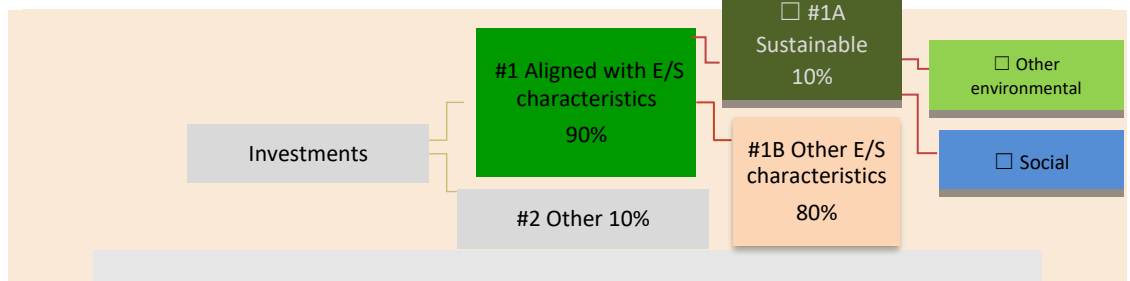 ☐ #1A
Sustainable
10%
#1 Aligned with E/S
characteristics
90%
☐ Other
environmental
Investments
#1B Other E/S
characteristics
80%
☐ Social
#2 Other 10%